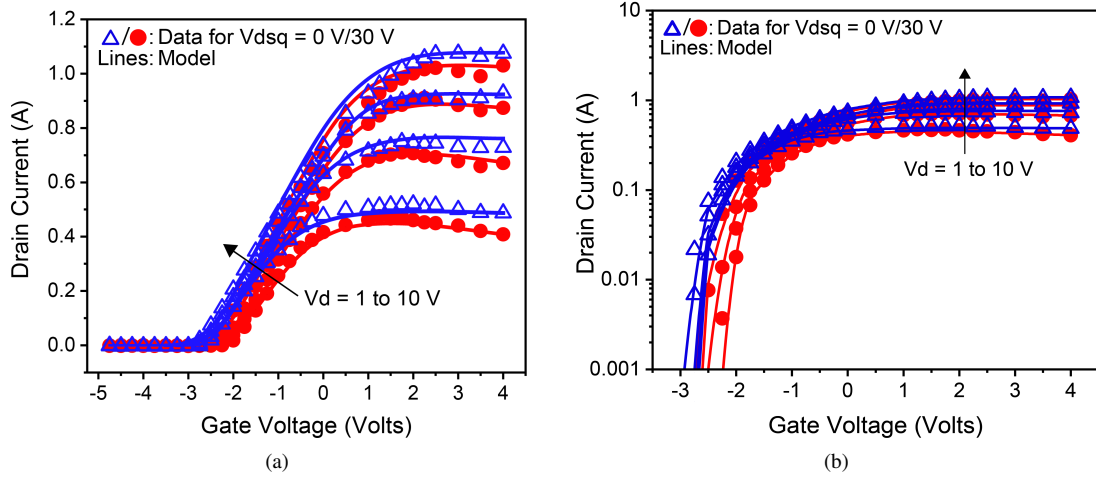 1.2
1.0
0.8
0.6
0.4
0.2
0.0
Drain Current (A)
△/●: Data for Vdsq = 0 V/30 V
Lines: Model
Vd = 1 to 10 V
-5 -4 -3 -2 -1 0 1 2 3 4
Gate Voltage (Volts)
(a)
10
1
0.1
0.01
0.001
Drain Current (A)
△/●: Data for Vdsq = 0 V/30 V
Lines: Model
Vd = 1 to 10 V
-3 -2 -1 0 1 2 3 4
Gate Voltage (Volts)
(b)